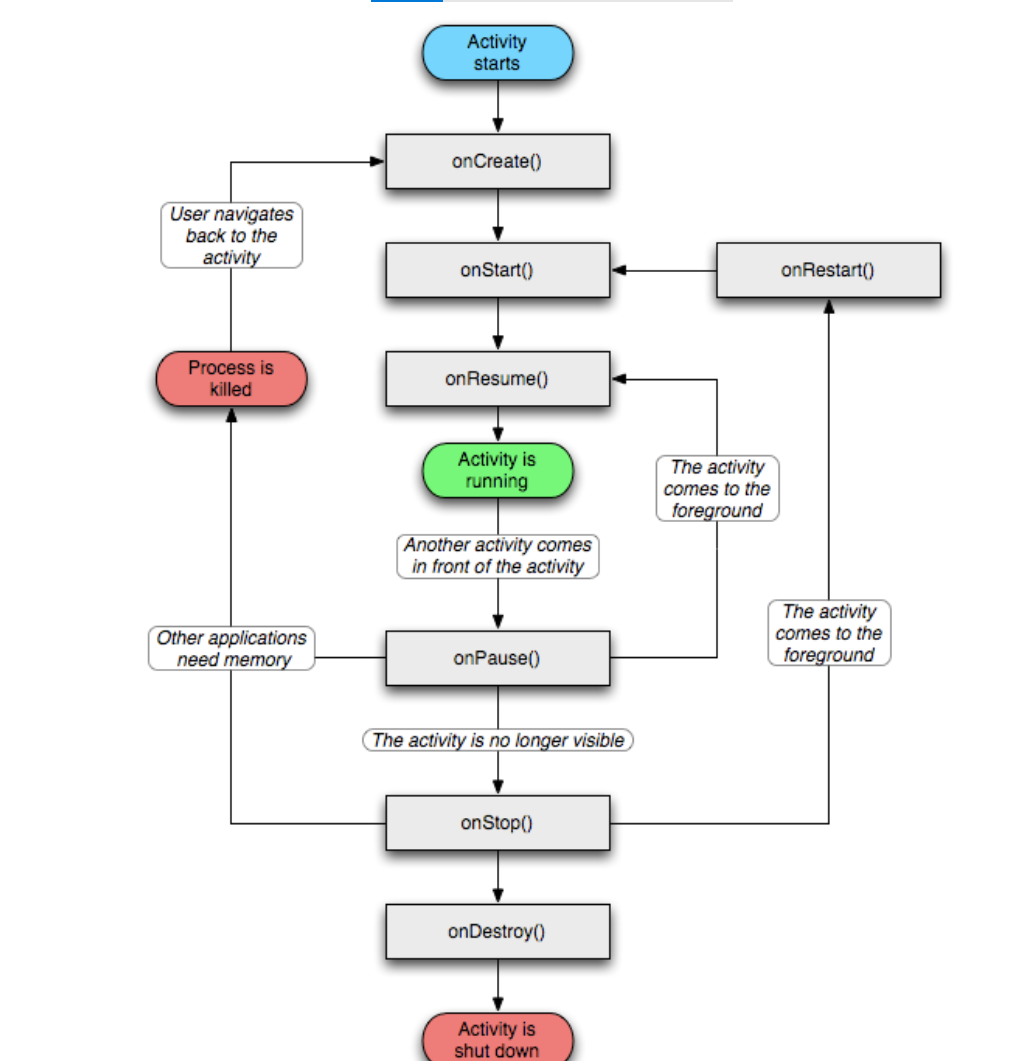 Activity
starts
onCreate()
User navigates
back to the
activity
onStart()
onRestart()
Process is
killed
onResume()
Activity is
running
The activity
comes to the
foreground
Another activity comes
in front of the activity
The activity
comes to the
foreground
Other applications
need memory
onPause()
The activity is no longer visible
onStop()
onDestroy()
Activity is
shut down